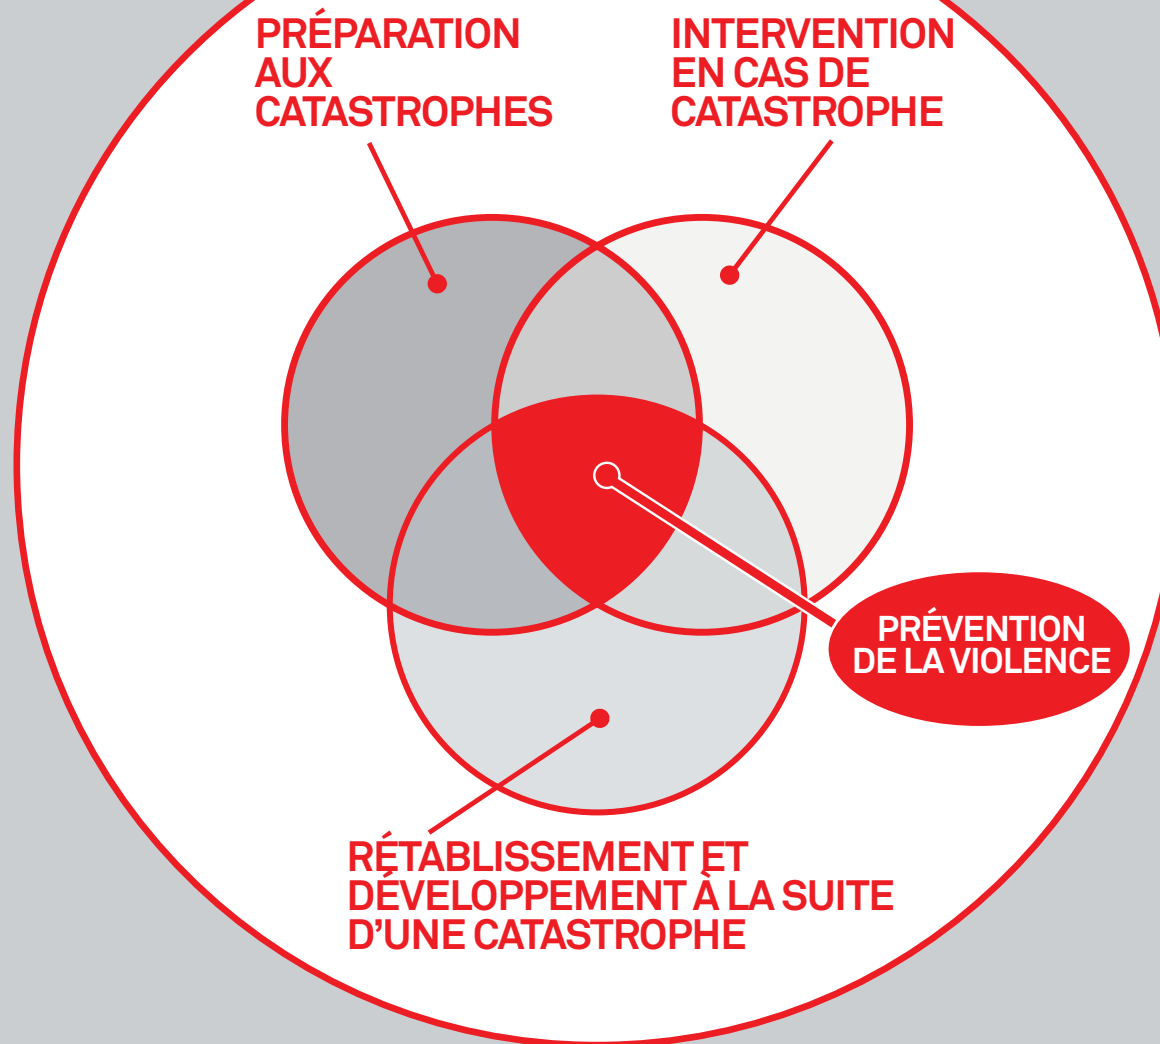 PRÉPARATION
AUX
CATASTROPHES
INTERVENTION
EN CAS DE
CATASTROPHE
PRÉVENTION
DE LA VIOLENCE
RÉTABLISSEMENT ET
DÉVELOPPEMENT À LA SUITE
D’UNE CATASTROPHE